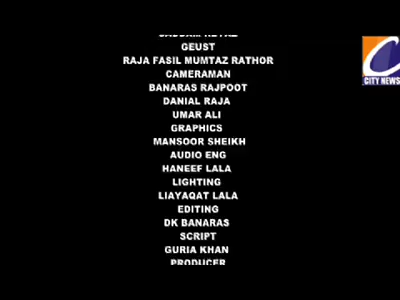 GEUST
RAJA FASIL MUMTAZ RATHOR
CAMERAMAN
BANARAS RAJPOOT
DANIAL RAJA
UMAR ALI
GRAPHICS
MANSOOR SHEIKH
AUDIO ENG
HANEEF LALA
LIGHTING
LIAYAQAT LALA
EDITING
DK BANARAS
SCRIPT
GURIA KHAN
PRODUCER
CITY NEWS